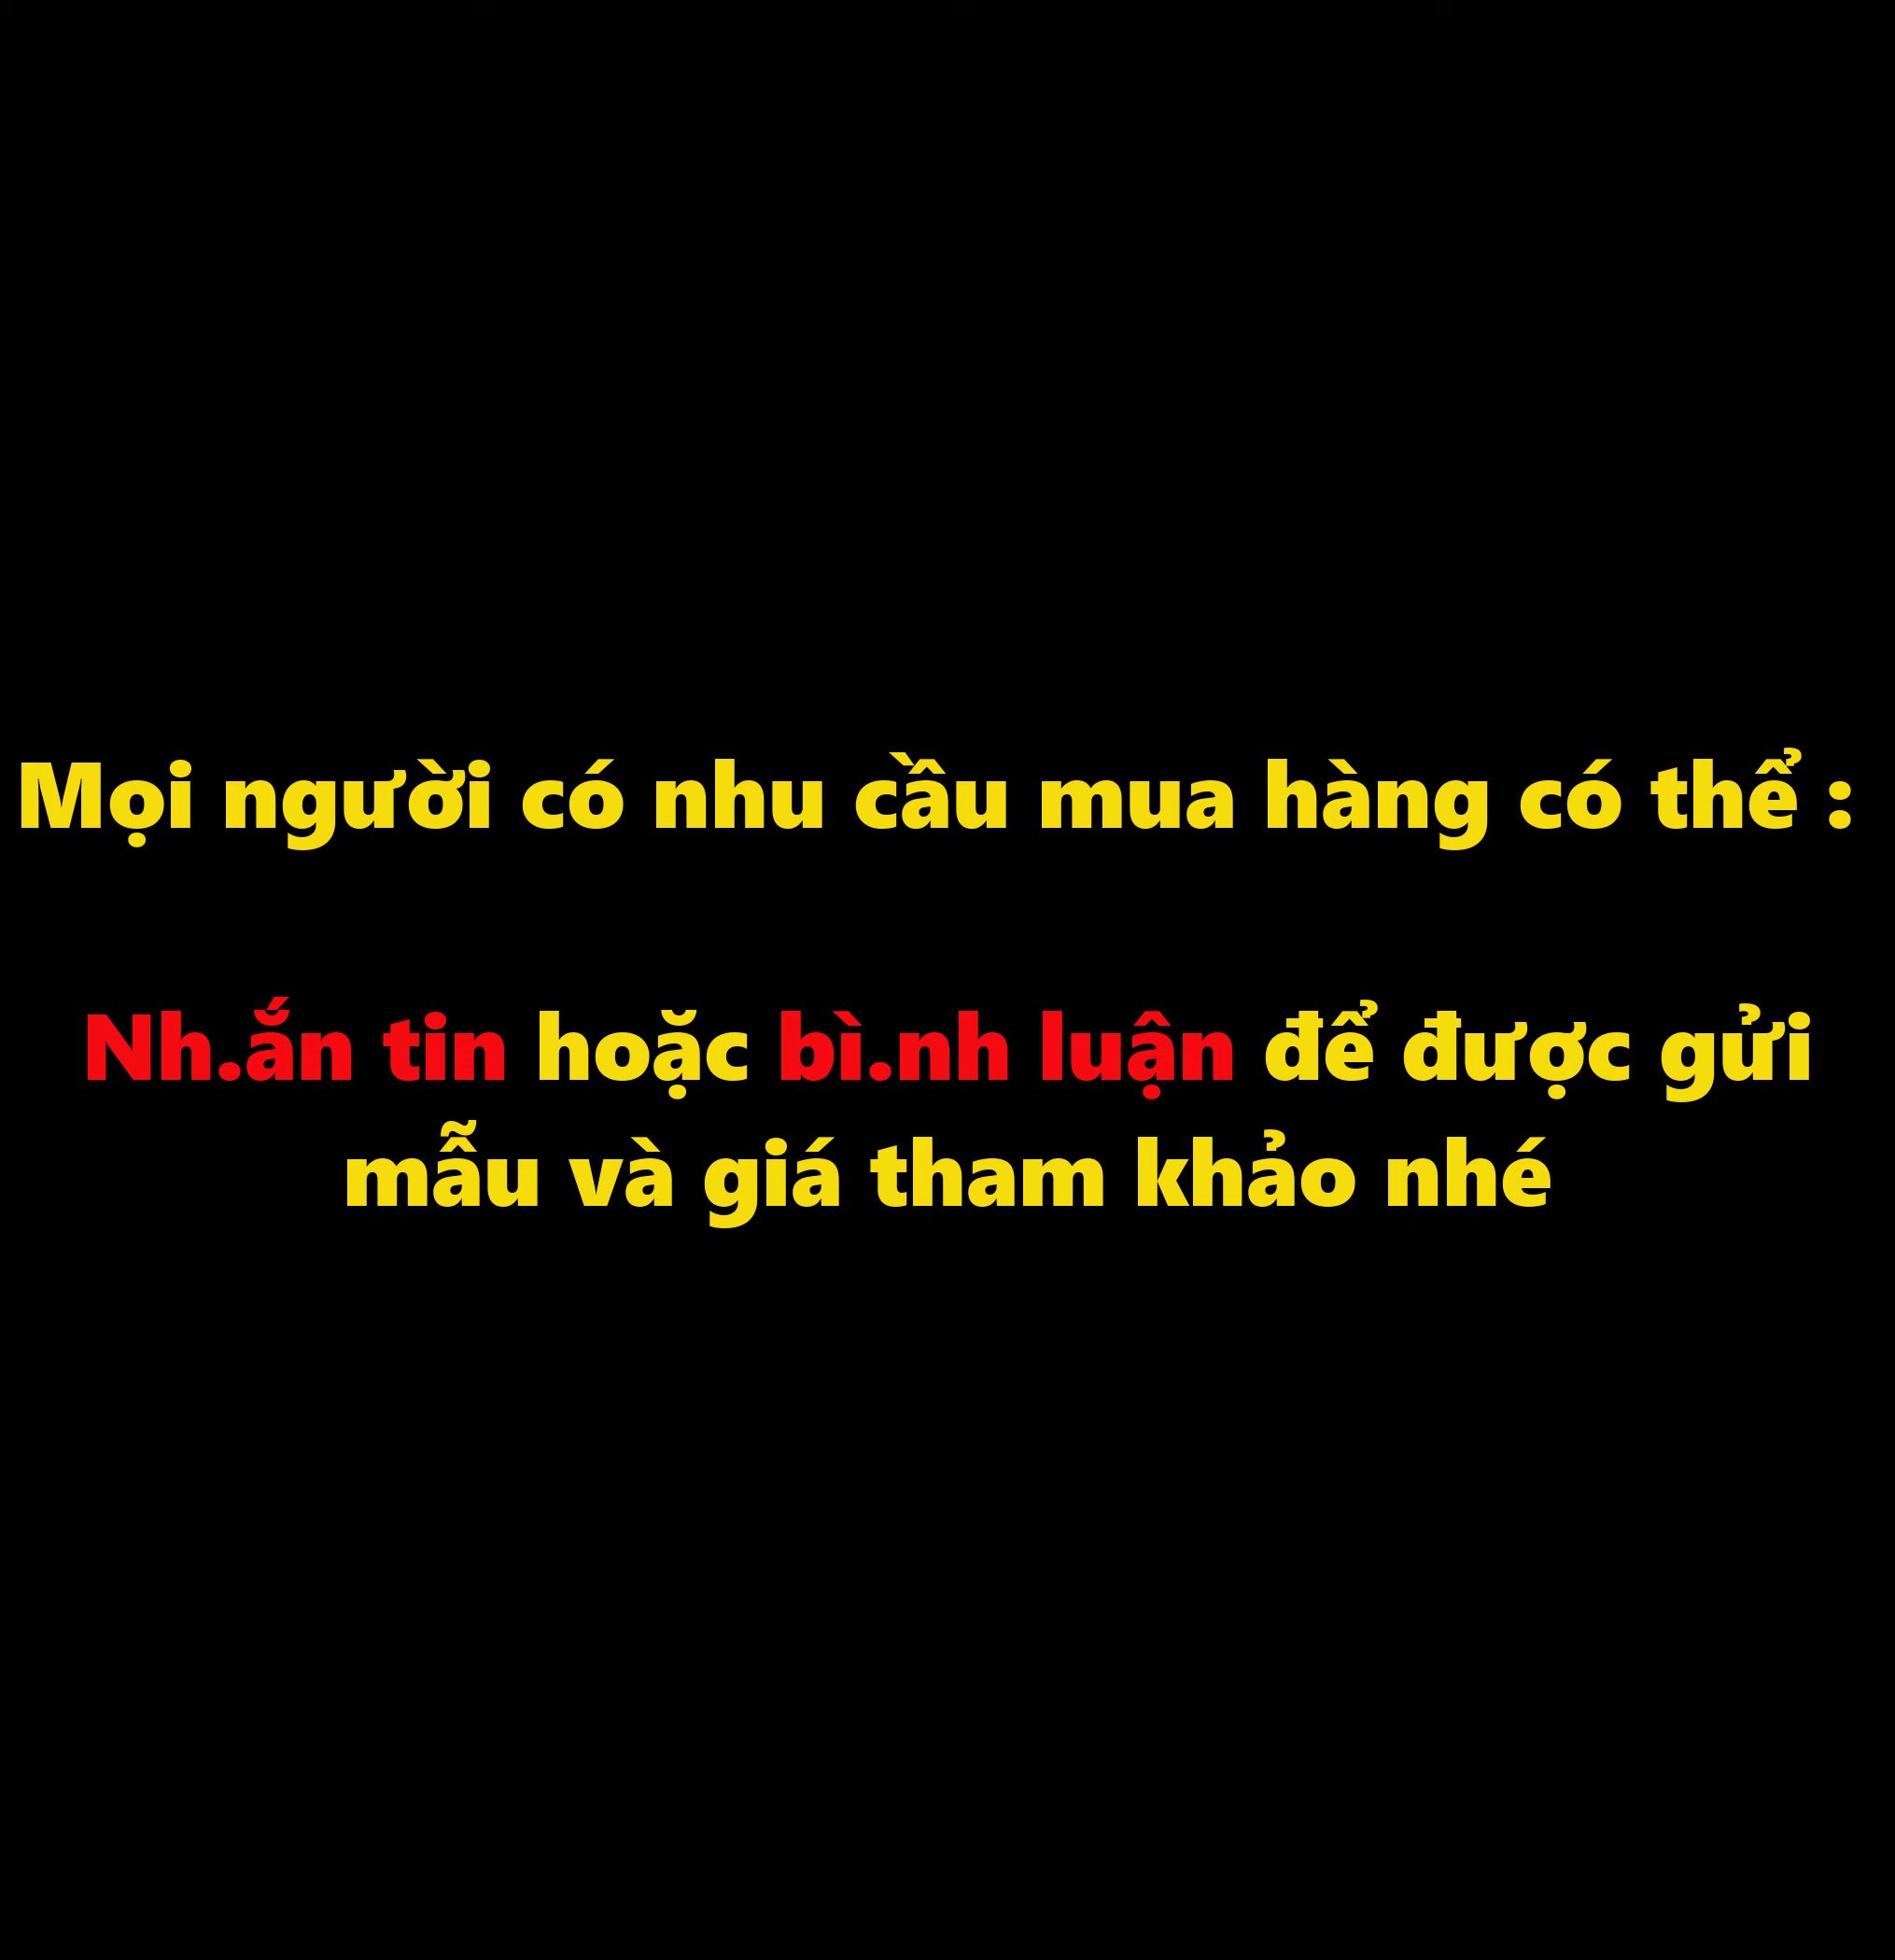 Mọi người có nhu cầu mua hàng có thể :
Nh.ắn tin hoặc bì.nh luận để được gửi
mẫu và giá tham khảo nhé